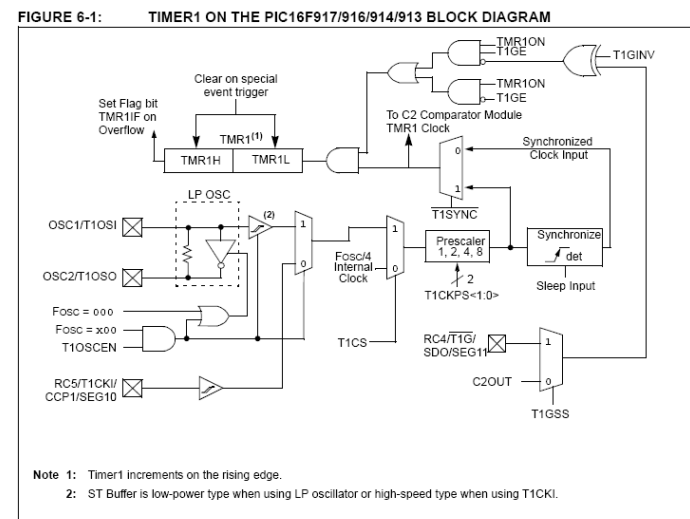 FIGURE 6-1: TIMER1 ON THE PIC16F917/916/914/913 BLOCK DIAGRAM
TMR1ON
T1GE
T1GINV
TMR1ON
T1GE
Clear on special
event trigger
Set Flag bit
TMR1IF on
Overflow
To C2 Comparator Module
TMR1 Clock
TMR1(1)
TMR1H
TMR1L
0
1
Synchronized
Clock Input
T1SYNC
LP OSC
(2)
OSC1/T1OSI
OSC2/T1OSO
1
0
FOSC/4
Internal
Clock
1
0
Prescaler
1, 2, 4, 8
2
T1CKPS<1:0>
Synchronize
det
Sleep Input
FOSC = 000
FOSC = x00
T1OSCEN
T1CS
RC4/T1G/
SDO/SEG11
1
C2OUT
0
T1GSS
RC5/T1CKI/
CCP1/SEG10
Note 1: Timer1 increments on the rising edge.
2: ST Buffer is low-power type when using LP oscillator or high-speed type when using T1CKI.